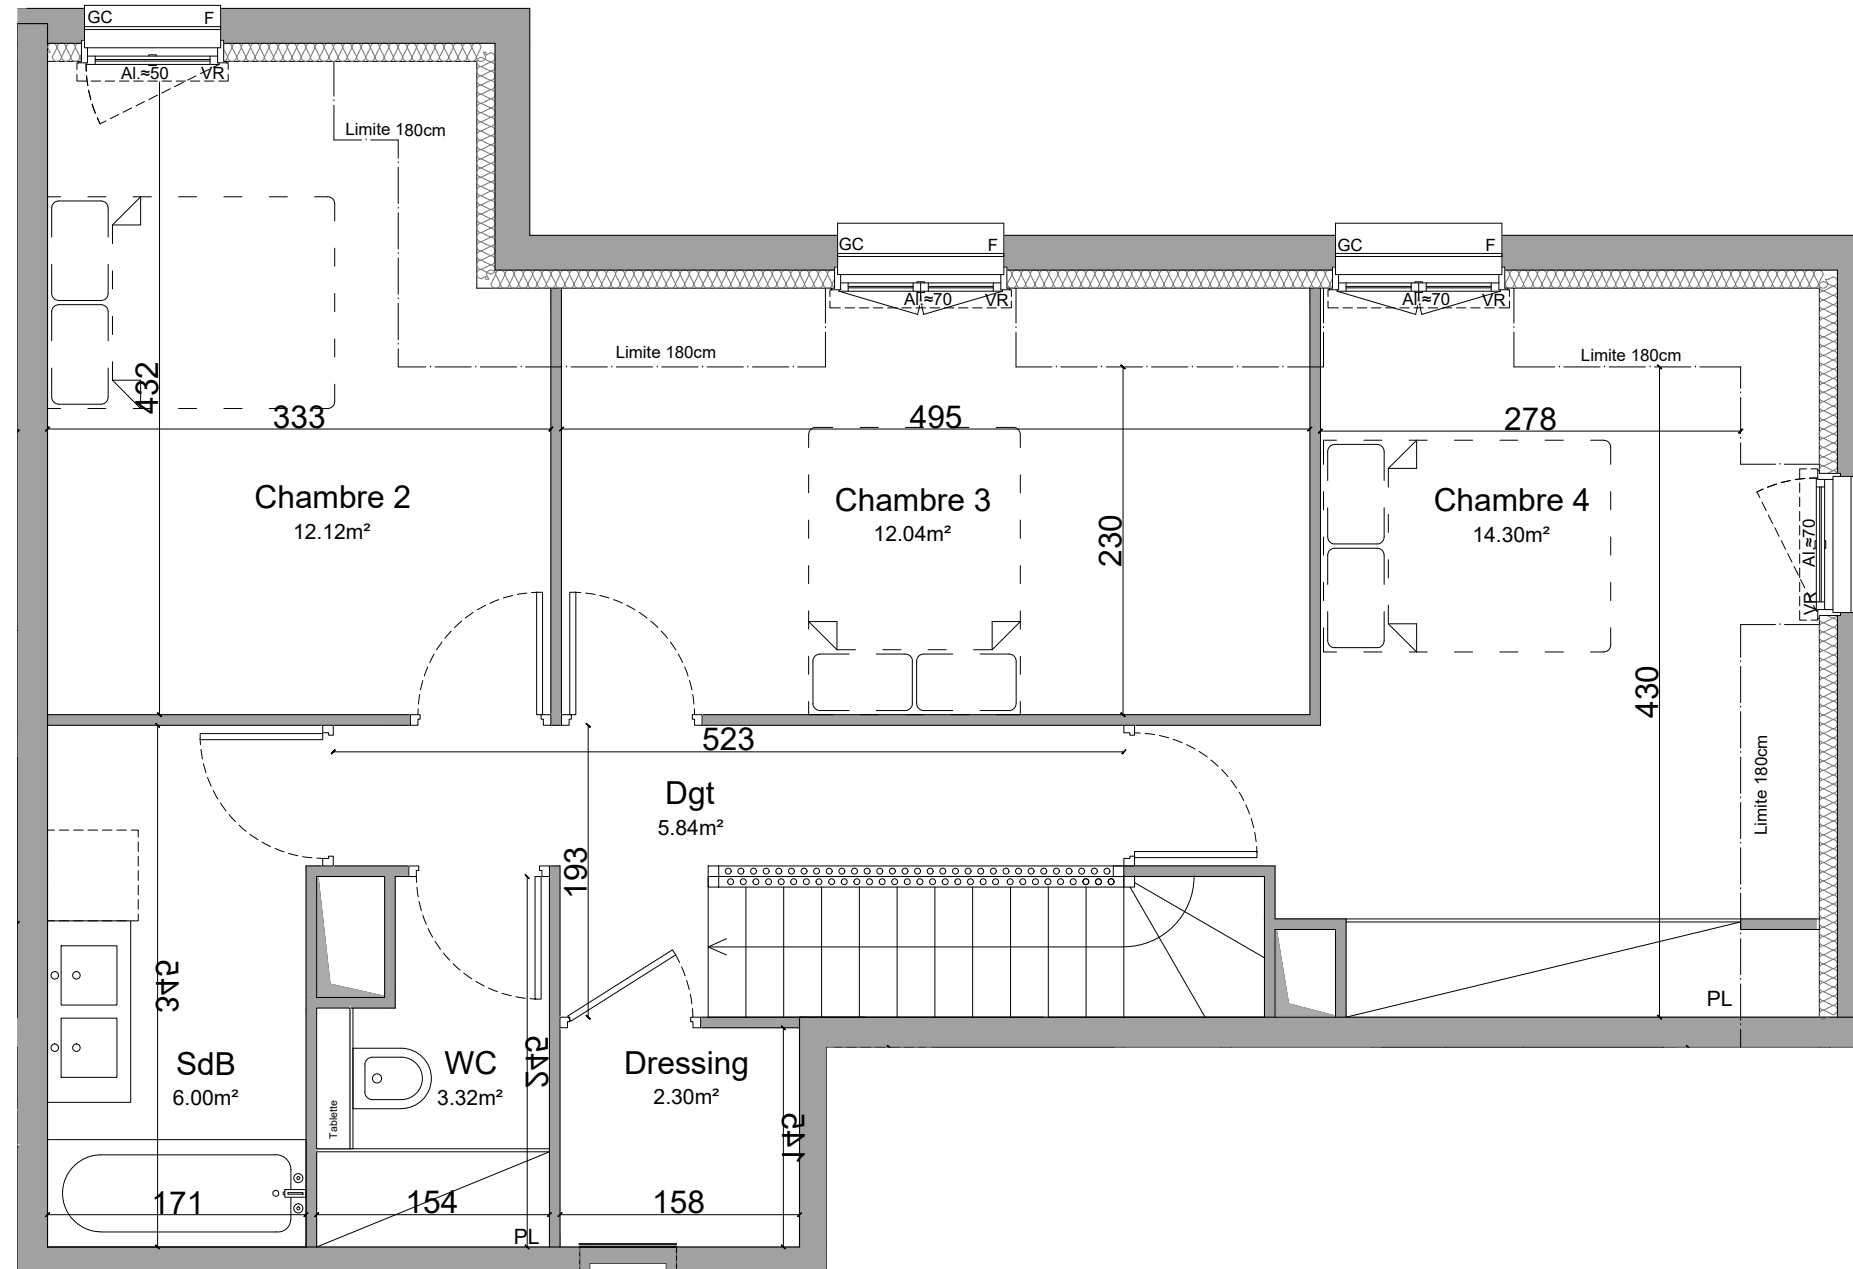 GC F
Al.≈50 VR
Limite 180cm
GC F
Al.≈70 VR
GC F
Al.≈70 VR
Limite 180cm
Limite 180cm
432
333
495
278
Chambre 2
12.12m²
Chambre 3
12.04m²
230
Chambre 4
14.30m²
Al.≈70
VR
430
523
Dgt
5.84m²
Limite 180cm
193
345
PL
SdB
6.00m²
245
WC
3.32m²
Dressing
2.30m²
Tablette
145
171
154
158
PL